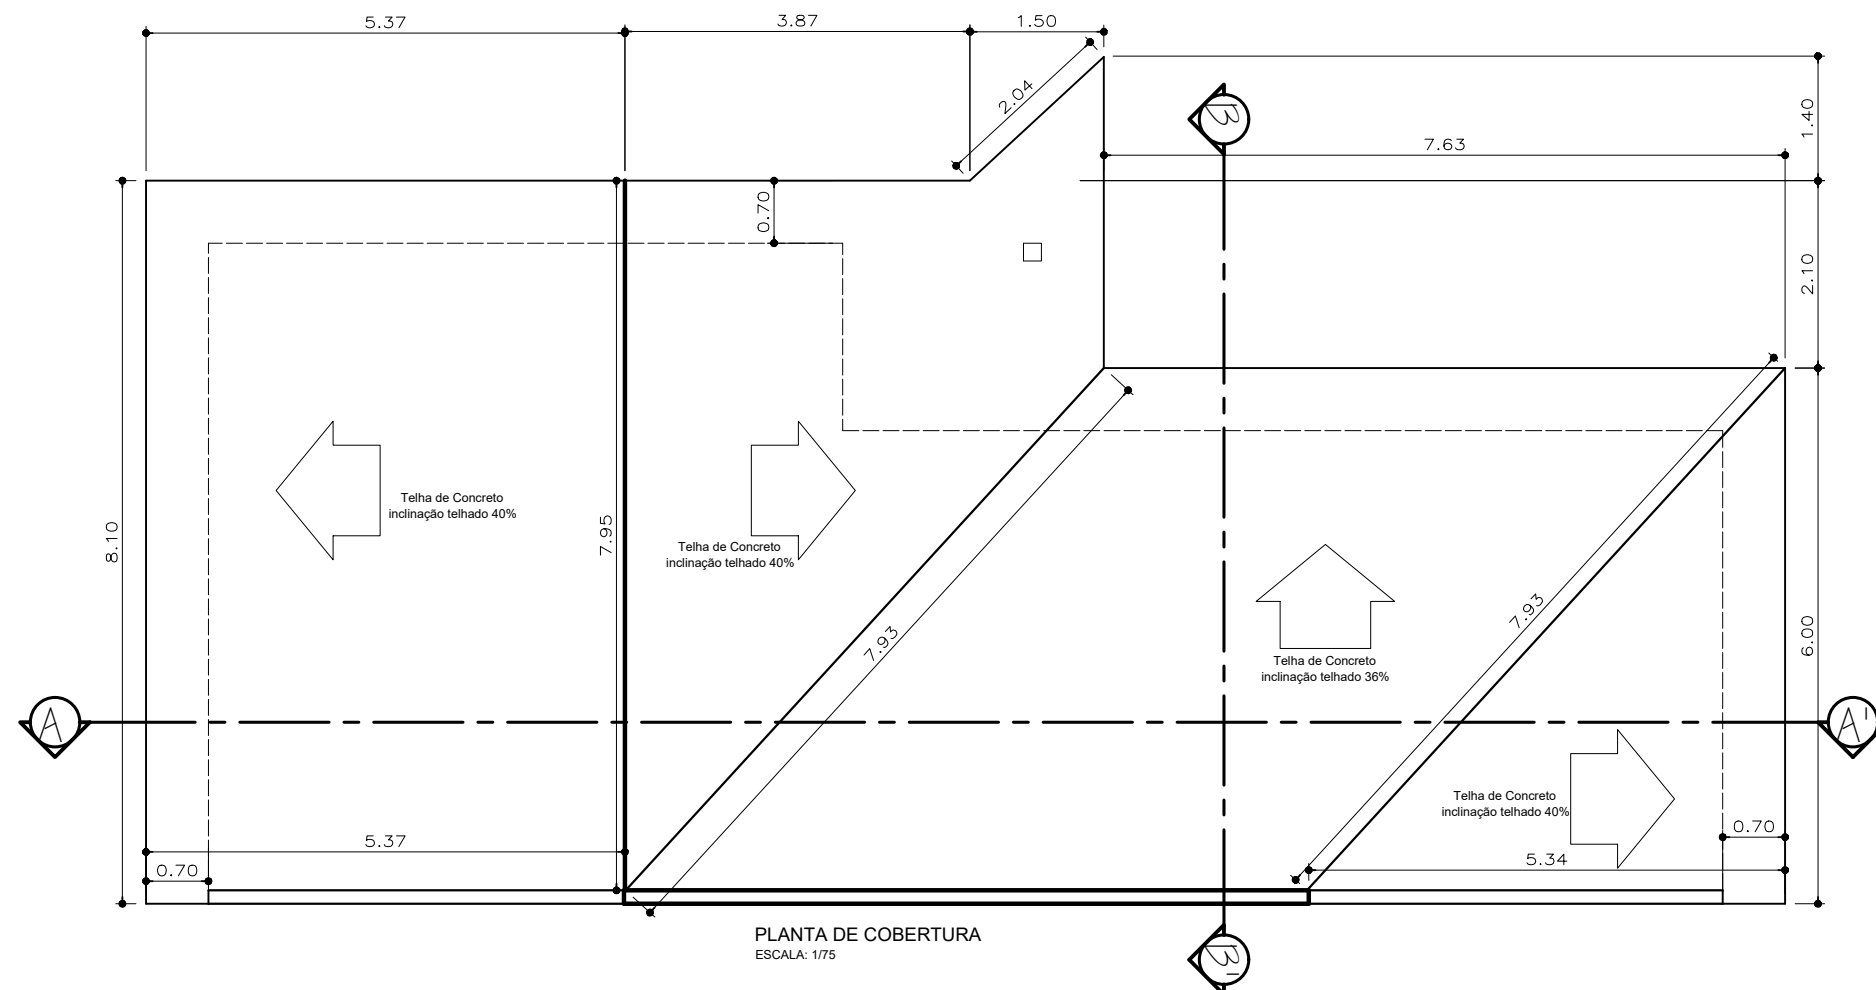 5.37
3.87
1.50
2.04
1.40
B
7.63
0.70
2.10
Telha de Concreto
inclinação telhado 40%
8.10
7.95
Telha de Concreto
inclinação telhado 40%
7.93
7.93
6.00
Telha de Concreto
inclinação telhado 36%
A
A'
Telha de Concreto
inclinação telhado 40%
0.70
5.37
5.34
0.70
PLANTA DE COBERTURA
ESCALA: 1/75
B'